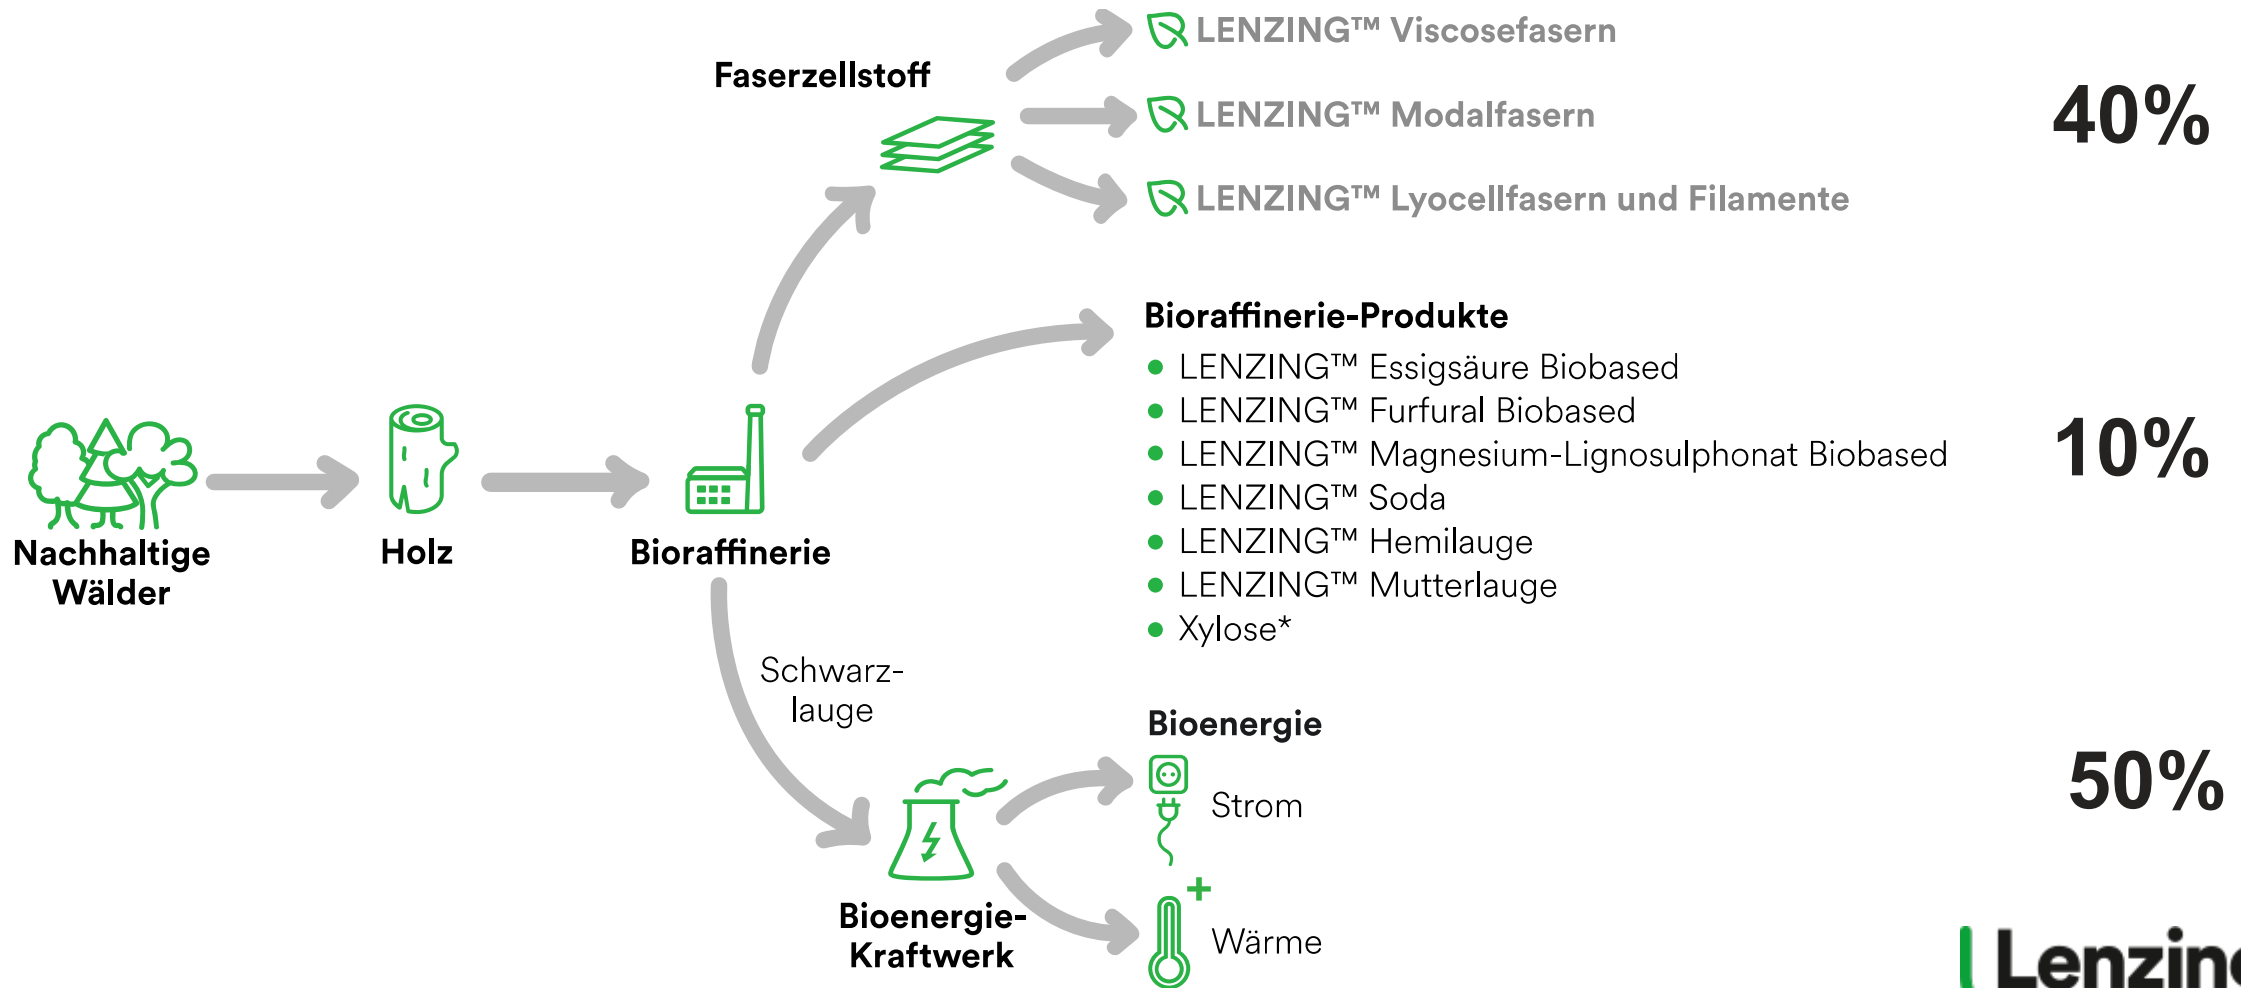 LENZING™ Viscosefasern
Faserzellstoff
LENZING™ Modalfasern
40%
LENZING™ Lyocellfasern und Filamente
Bioraffinerie-Produkte
LENZING™ Essigsäure Biobased
LENZING™ Furfural Biobased
LENZING™ Magnesium-Lignosulphonat Biobased
10%
LENZING™ Soda
LENZING™ Hemilauge
LENZING™ Mutterlauge
Xylose*
Nachhaltige
Wälder
Holz
Bioraffinerie
Schwarz-
lauge
Bioenergie
Strom
50%
Bioenergie-
Kraftwerk
Wärme
Lenzing